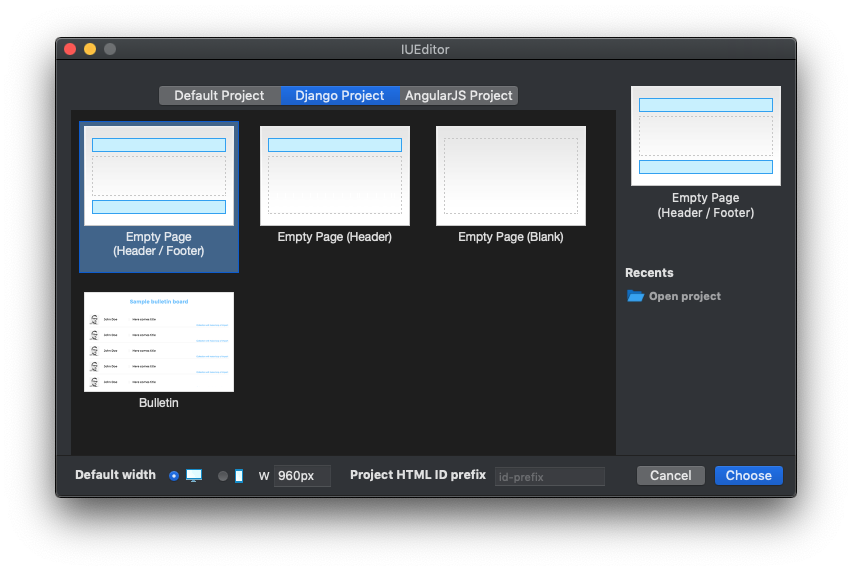 IUEditor
Default Project
Django Project
AngularJS Project
Empty Page
(Header / Footer)
Empty Page (Header)
Empty Page (Blank)
Sample bulletin board
John Doe
Here comes title
John Doe
Here comes title
John Doe
Here comes title
John Doe
Here comes title
John Doe
Here comes title
Bulletin
Empty Page
(Header / Footer)
Recents
Open project
Default width
W
960px
Project HTML ID prefix
id-prefix
Cancel
Choose